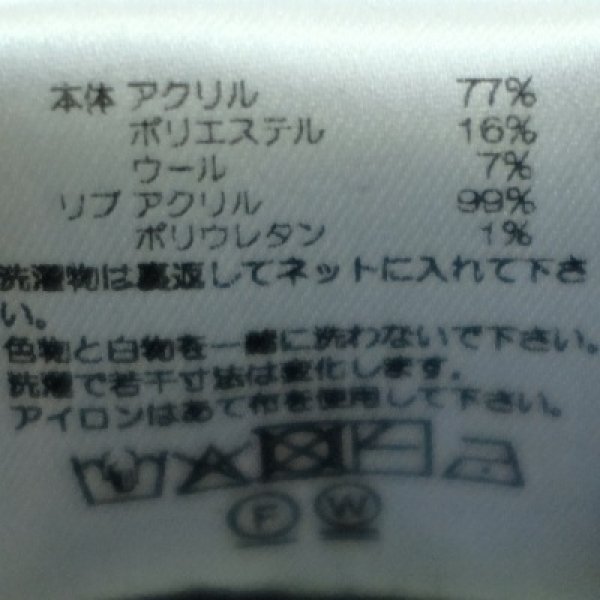 本体 アクリル 77%
ポリエステル 16%
ウール 7%
リブ アクリル 99%
ポリウレタン 1%
洗濯物は裏返してネットに入れて下さ
い。
色物と白物を一緒に洗わないで下さい。
洗濯で若干寸法は変化します。
アイロンはあて布を使用して下さい。
F W